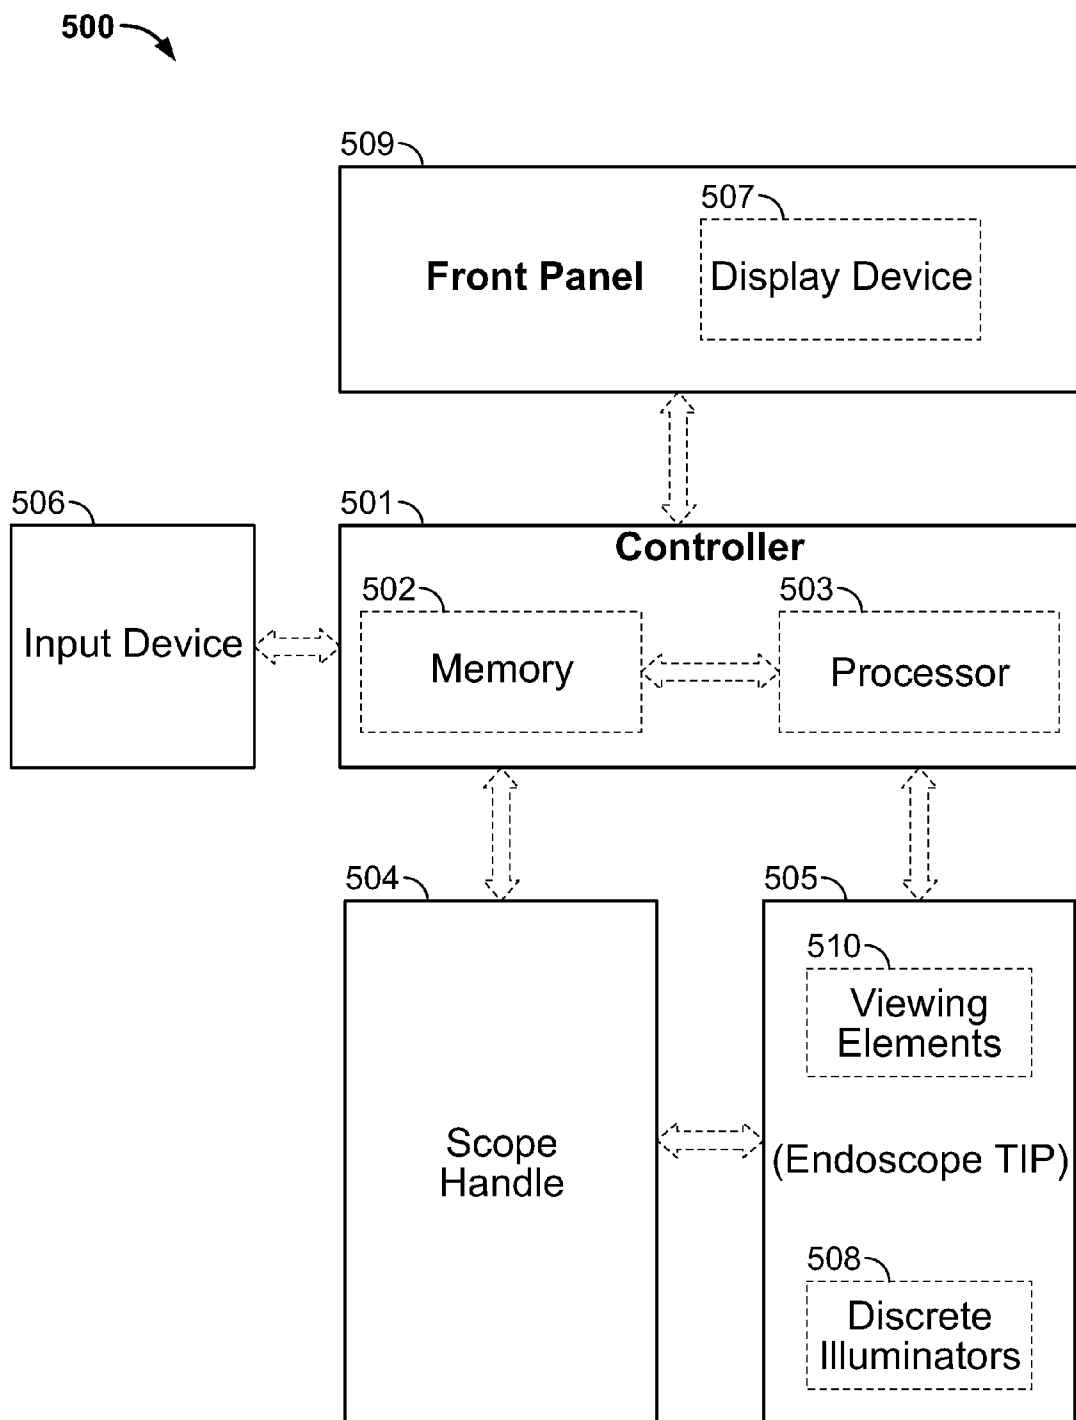 500
509
507
Front Panel
Display Device
506
501
Controller
502
503
Input Device
Memory
Processor
504
505
510
Viewing
Elements
Scope
Handle
(Endoscope TIP)
508
Discrete
Illuminators